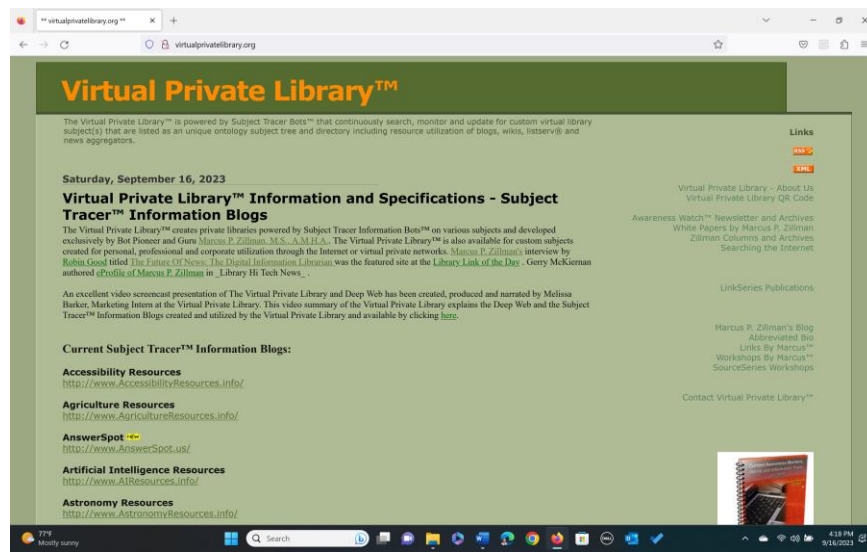 ** virtualprivatelibrary.org **
virtualprivatelibrary.org
Virtual Private Library™
The Virtual Private Library™ is powered by Subject Tracer Bots™ that continuously search, monitor and update for custom virtual library
subject(s) that are listed as an unique ontology subject tree and directory including resource utilization of blogs, wikis, listserv® and
news aggregators.
Saturday, September 16, 2023
Virtual Private Library™ Information and Specifications - Subject
Tracer™ Information Blogs
The Virtual Private Library™ creates private libraries powered by Subject Tracer Information Bots™ on various subjects and developed
exclusively by Bot Pioneer and Guru Marcus P. Zillman, M.S., A.M.H.A.. The Virtual Private Library™ is also available for custom subjects
created for personal, professional and corporate utilization through the Internet or virtual private networks. Marcus P. Zillman's interview by
Robin Good titled The Future Of News: The Digital Information Librarian was the featured site at the Library Link of the Day . Gerry McKiernan
authored eProfile of Marcus P. Zillman in _Library Hi Tech News_ .
An excellent video screencast presentation of The Virtual Private Library and Deep Web has been created, produced and narrated by Melissa
Barker, Marketing Intern at the Virtual Private Library. This video summary of the Virtual Private Library explains the Deep Web and the Subject
Tracer™ Information Blogs created and utilized by the Virtual Private Library and available by clicking here.
Current Subject Tracer™ Information Blogs:
Accessibility Resources
http://www.AccessibilityResources.info/
Agriculture Resources
http://www.AgricultureResources.info/
AnswerSpot NEW
http://www.AnswerSpot.us/
Artificial Intelligence Resources
http://www.AIResources.info/
Astronomy Resources
http://www.AstronomyResources.info/
Links
RSS
XML
Virtual Private Library - About Us
Virtual Private Library QR Code
Awareness Watch™ Newsletter and Archives
White Papers by Marcus P. Zillman
Zillman Columns and Archives
Searching the Internet
LinkSeries Publications
Marcus P. Zillman's Blog
Abbreviated Bio
Links By Marcus™
Workshops By Marcus™
SourceSeries Workshops
Contact Virtual Private Library™
77°F
Mostly sunny
Search
4:18 PM
9/16/2023